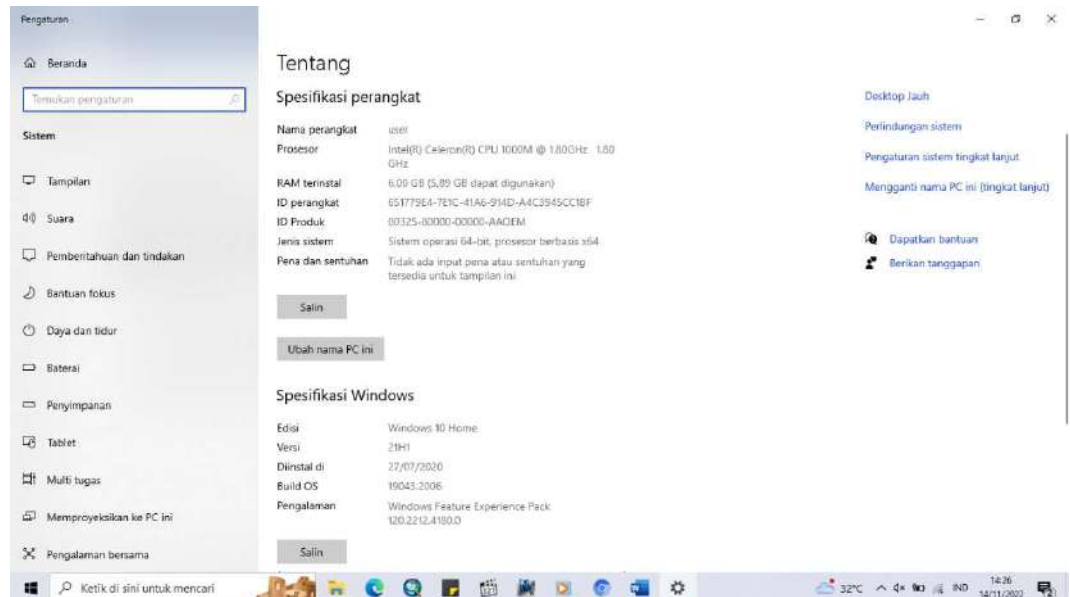 Pengaturan
Beranda
Temukan pengaturan
Sistem
Tampilan
Suara
Pemberitahuan dan tindakan
Bantuan fokus
Daya dan tidur
Baterai
Penyimpanan
Tablet
Multi tugas
Memproyeksikan ke PC ini
Pengalaman bersama
Tentang
Spesifikasi perangkat
Nama perangkat user
Prosesor Intel(R) Celeron(R) CPU 1000M @ 1.80GHz 1.80
GHz
RAM terinstal 6,00 GB (5,89 GB dapat digunakan)
ID perangkat 651779E4-7E1C-41A6-914D-A4C3945CC1BF
ID Produk 00325-80000-00000-AAOEM
Jenis sistem Sistem operasi 64-bit, prosesor berbasis x64
Pena dan sentuhan Tidak ada input pena atau sentuhan yang
tersedia untuk tampilan ini
Salin
Ubah nama PC ini
Spesifikasi Windows
Edisi Windows 10 Home
Versi 21H1
Diinstal di 27/07/2020
Build OS 19043.2006
Pengalaman Windows Feature Experience Pack
120.2212.4180.0
Salin
Desktop Jauh
Perlindungan sistem
Pengaturan sistem tingkat lanjut
Mengganti nama PC ini (tingkat lanjut)
Dapatkan bantuan
Berikan tanggapan
Ketik di sini untuk mencari
32°C
IND
14:26
14/11/2022